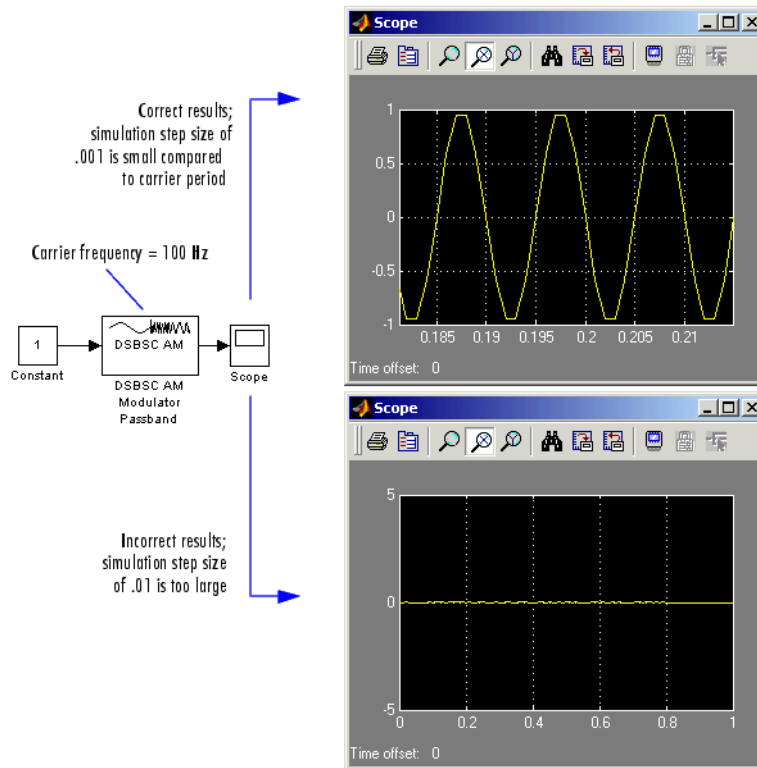 Correct results;
simulation step size of
.001 is small compared
to carrier period
Carrier frequency = 100 Hz
1
Constant
DSBSC AM
DSBSC AM
Modulator
Passband
Scope
Incorrect results;
simulation step size
of .01 is too large
Scope
1
0.5
0
-0.5
-1
0.185 0.19 0.195 0.2 0.205 0.21
Time offset: 0
Scope
5
0
-5
0 0.2 0.4 0.6 0.8 1
Time offset: 0